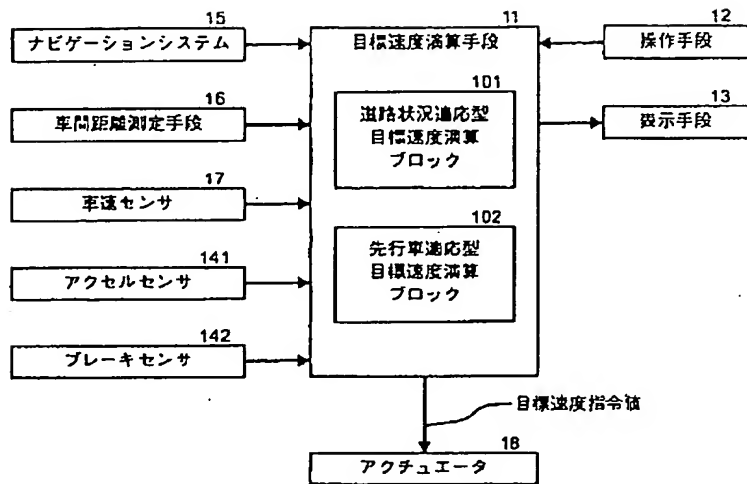 15
ナビゲーションシステム
16
車間距離測定手段
17
車速センサ
141
アクセルセンサ
142
ブレーキセンサ
11
目標速度演算手段
101
道路状況適応型
目標速度演算
ブロック
102
先行車適応型
目標速度演算
ブロック
12
操作手段
13
表示手段
目標速度指令値
18
アクチュエータ